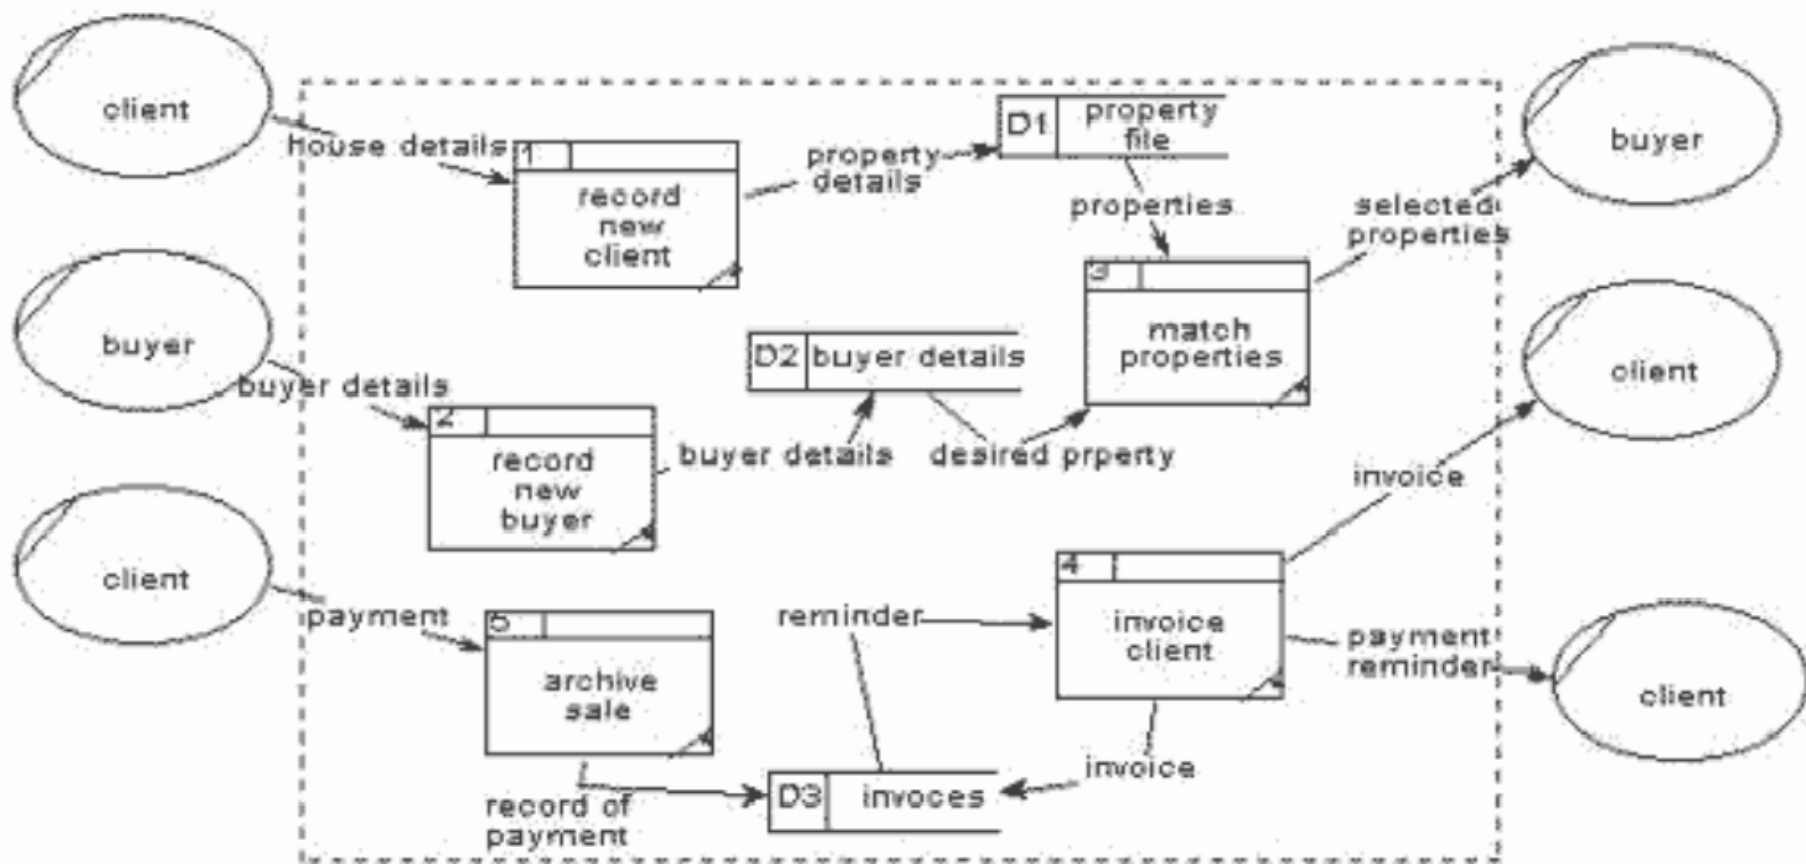 client
house details
1
record
new
client
property
details
D1
property
file
properties
selected
properties
buyer
buyer
buyer details
2
record
new
buyer
buyer details
D2
buyer details
desired prperty
3
match
properties
client
invoice
client
payment
5
archive
sale
record of
payment
reminder
D3
invoces
invoice
4
invoice
client
payment
reminder
client